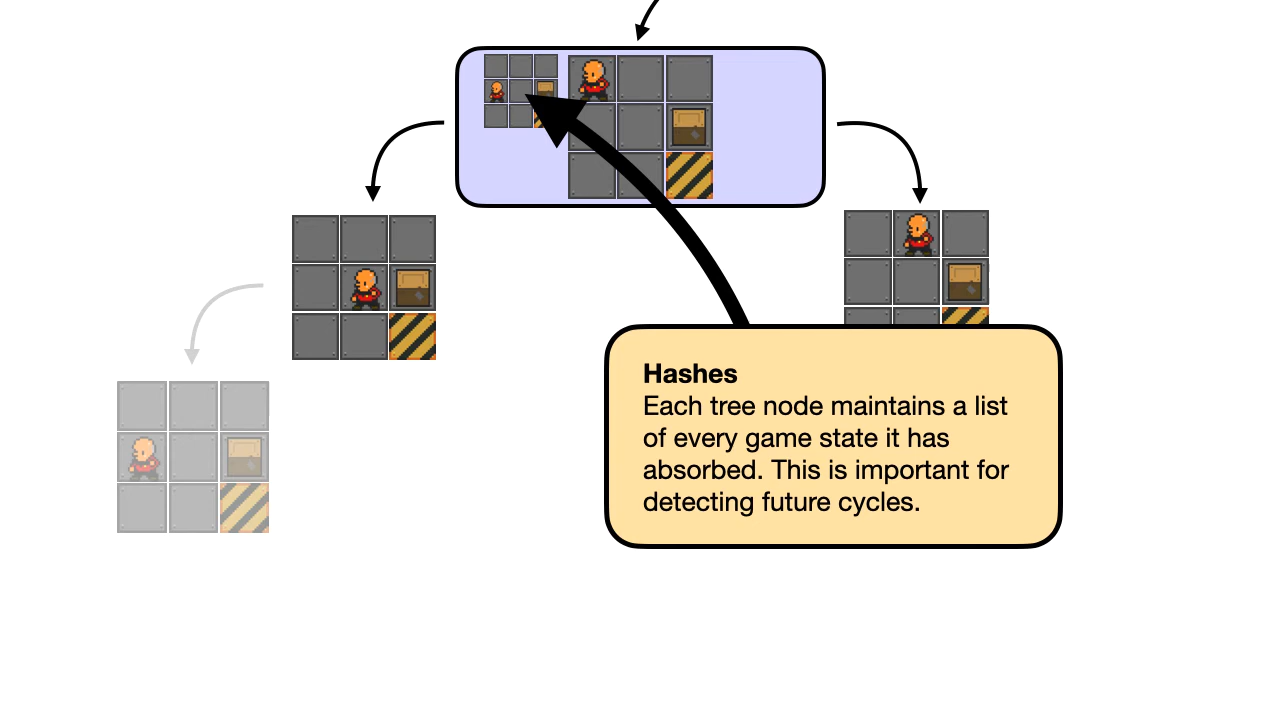 Hashes
Each tree node maintains a list
of every game state it has
absorbed. This is important for
detecting future cycles.